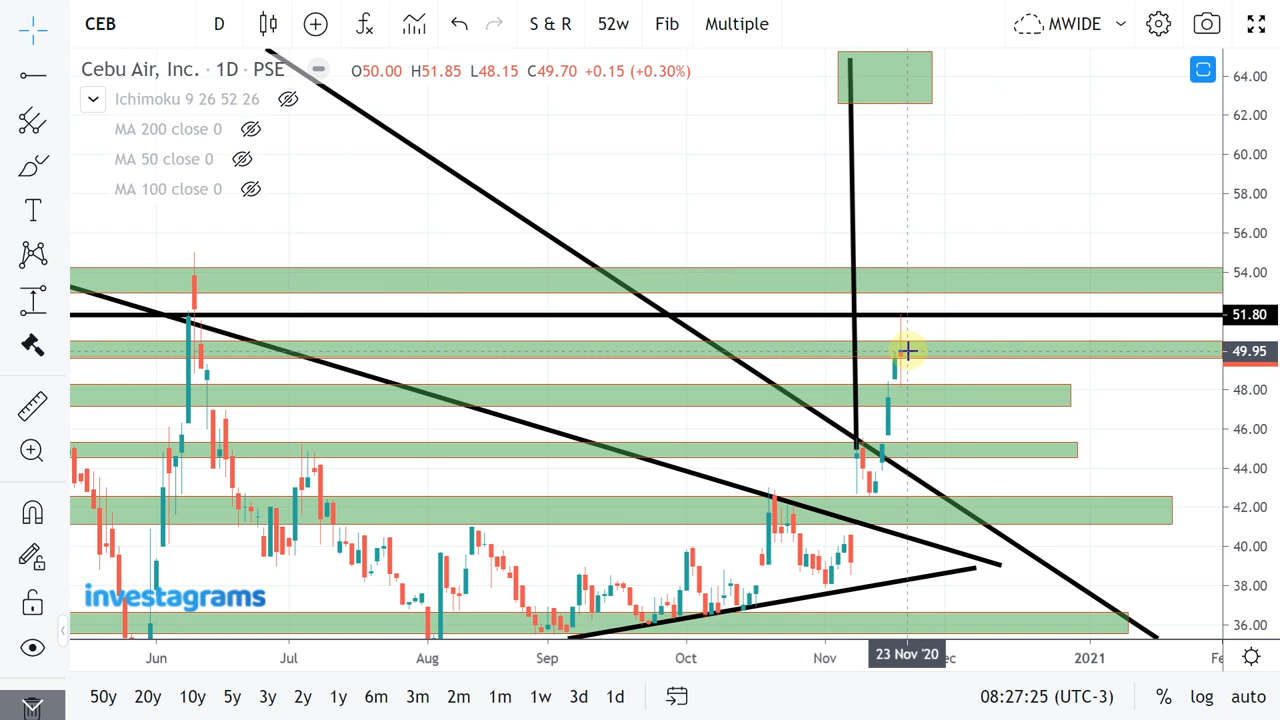 CEB D S & R 52w Fib Multiple MWIDE
Cebu Air, Inc. · 1D · PSE O50.00 H51.85 L48.15 C49.70 +0.15 (+0.30%)
Ichimoku 9 26 52 26
MA 200 close 0
MA 50 close 0
MA 100 close 0
64.00
62.00
60.00
58.00
56.00
54.00
51.80
49.95
48.00
46.00
44.00
42.00
40.00
38.00
36.00
investagrams
Jun Jul Aug Sep Oct Nov 23 Nov '20 ec 2021 Fe
50y 20y 10y 5y 3y 2y 1y 6m 3m 2m 1m 1w 3d 1d 08:27:25 (UTC-3) % log auto